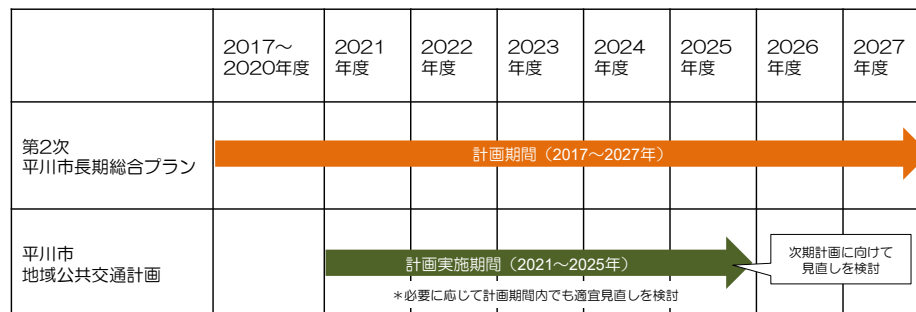 2017～
2020年度
2021
年度
2022
年度
2023
年度
2024
年度
2025
年度
2026
年度
2027
年度
第2次
平川市長期総合プラン
計画期間（2017～2027年）
平川市
地域公共交通計画
計画実施期間（2021～2025年）
次期計画に向けて
見直しを検討
＊必要に応じて計画期間内でも適宜見直しを検討